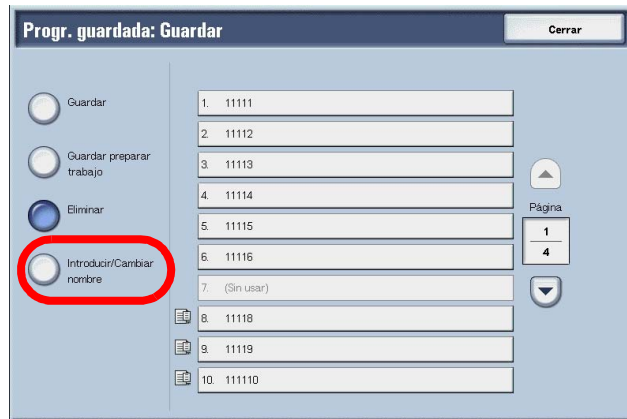 Progr. guardada: Guardar
Cerrar
Guardar
Guardar preparar
trabajo
Eliminar
Introducir/Cambiar
nombre
1. 11111
2. 11112
3. 11113
4. 11114
5. 11115
6. 11116
7. (Sin usar)
8. 11118
9. 11119
10. 111110
Página
1
4